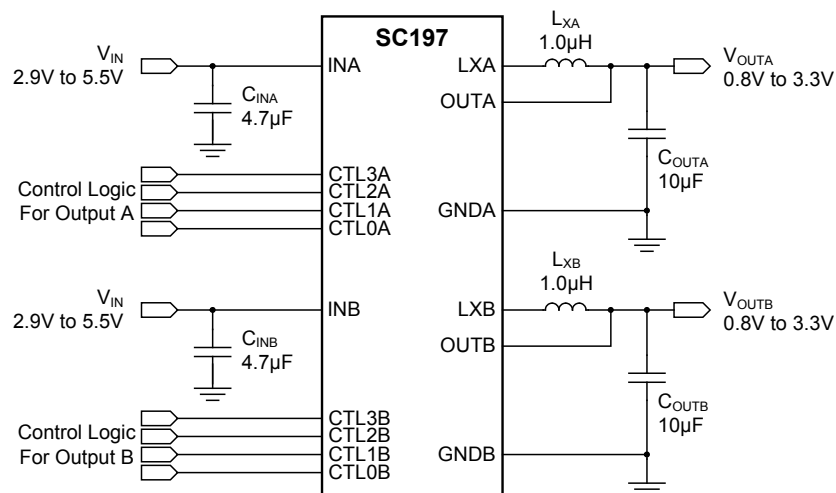 SC197
V_IN
2.9V to 5.5V
INA
C_INA
4.7µF
CTL3A
CTL2A
CTL1A
CTL0A
Control Logic
For Output A
LXA
OUTA
GNDA
L_XA
1.0µH
V_OUTA
0.8V to 3.3V
C_OUTA
10µF
V_IN
2.9V to 5.5V
INB
C_INB
4.7µF
CTL3B
CTL2B
CTL1B
CTL0B
Control Logic
For Output B
LXB
OUTB
GNDB
L_XB
1.0µH
V_OUTB
0.8V to 3.3V
C_OUTB
10µF